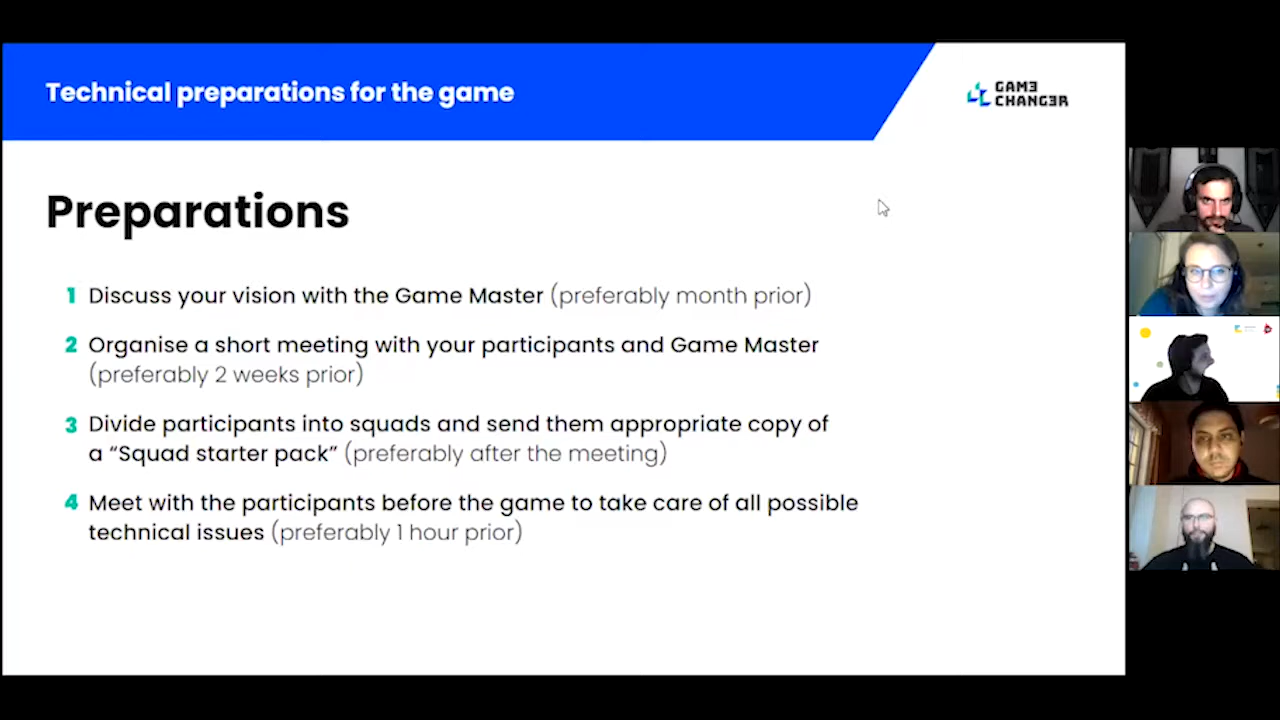 Technical preparations for the game
GAMƎ
CHANGƎR
Preparations
1 Discuss your vision with the Game Master (preferably month prior)
2 Organise a short meeting with your participants and Game Master
(preferably 2 weeks prior)
3 Divide participants into squads and send them appropriate copy of
a “Squad starter pack” (preferably after the meeting)
4 Meet with the participants before the game to take care of all possible
technical issues (preferably 1 hour prior)